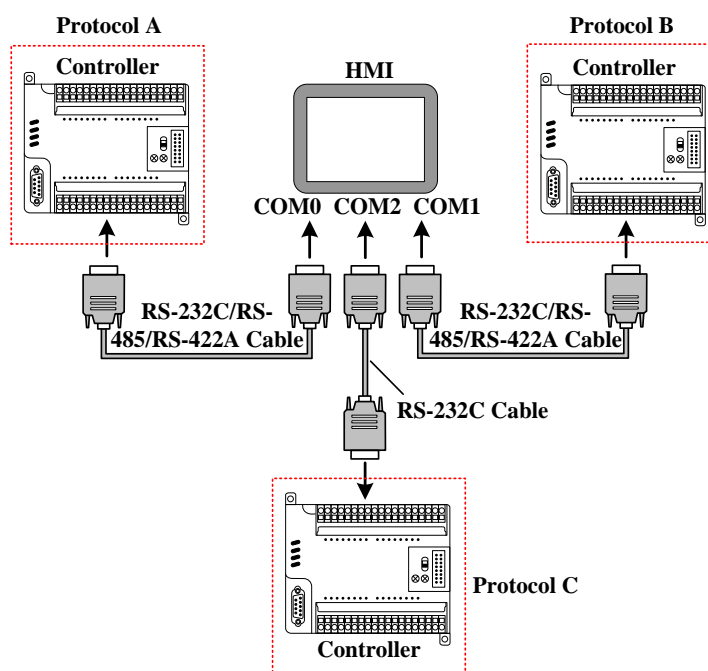 Protocol A
Protocol B
Controller
HMI
Controller
COM0 COM2 COM1
RS-232C/RS-
485/RS-422A Cable
RS-232C/RS-
485/RS-422A Cable
RS-232C Cable
Protocol C
Controller